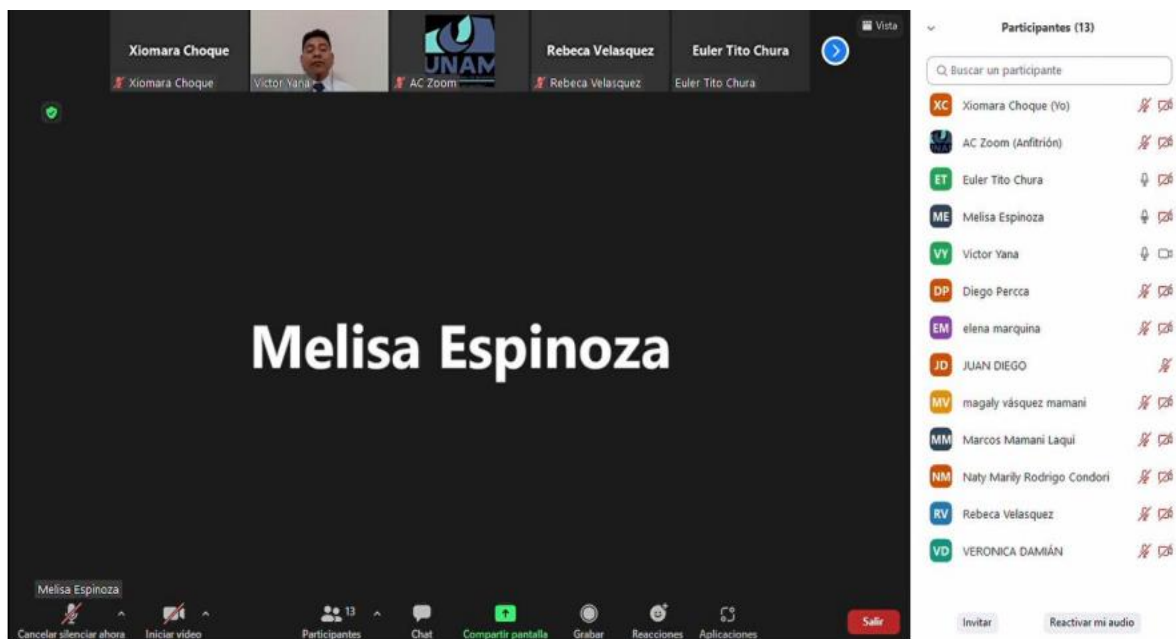 Xiomara Choque
Xiomara Choque
Victor Yana
UNAM
AC Zoom
Rebeca Velasquez
Rebeca Velasquez
Euler Tito Chura
Euler Tito Chura
Vista
Melisa Espinoza
Melisa Espinoza
Cancelar silenciar ahora
Iniciar video
13
Participantes
Chat
Compartir pantalla
Grabar
Reacciones
Aplicaciones
Salir
Participantes (13)
Buscar un participante
XC Xiomara Choque (Yo)
AC Zoom (Anfitrión)
ET Euler Tito Chura
ME Melisa Espinoza
VY Victor Yana
DP Diego Percca
EM elena marquina
JD JUAN DIEGO
MV magaly vásquez mamani
MM Marcos Mamani Laqui
NM Naty Marily Rodrigo Condori
RV Rebeca Velasquez
VD VERONICA DAMIÁN
Invitar
Reactivar mi audio